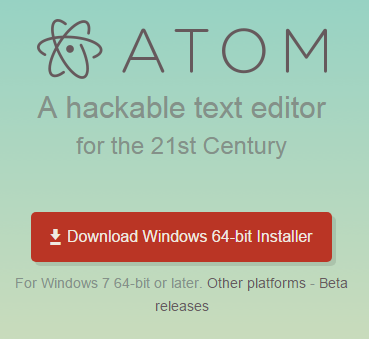 ATOM
A hackable text editor
for the 21st Century
Download Windows 64-bit Installer
For Windows 7 64-bit or later. Other platforms - Beta
releases